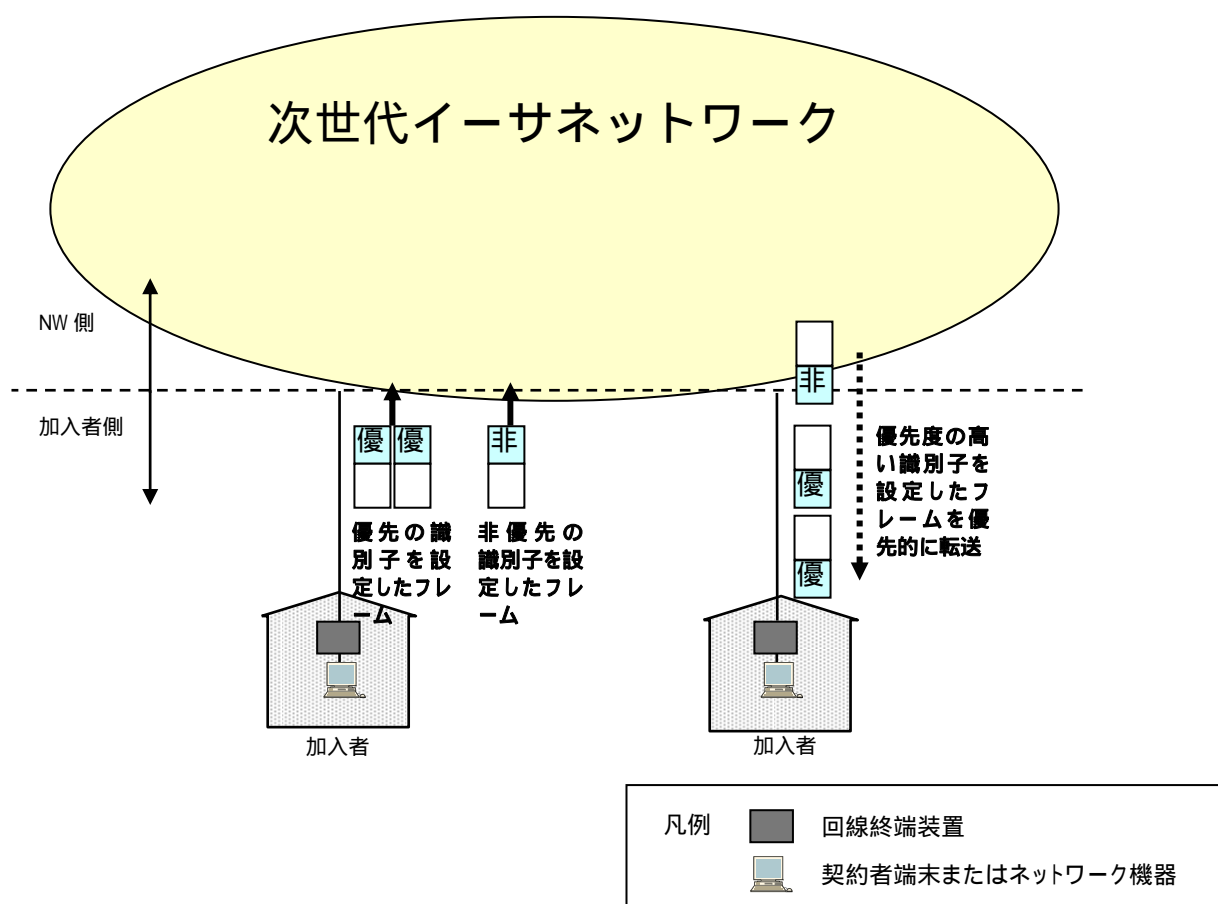 次世代イーサネットワーク
NW 側
加入者側
優
優
非
優先の識
別子を設
定したフレ
ーム
非優先の
識別子を設
定したフレ
ーム
非
優
優
優先度の高
い識別子を
設定したフ
レームを優
先的に転送
加入者
加入者
凡例
回線終端装置
契約者端末またはネットワーク機器